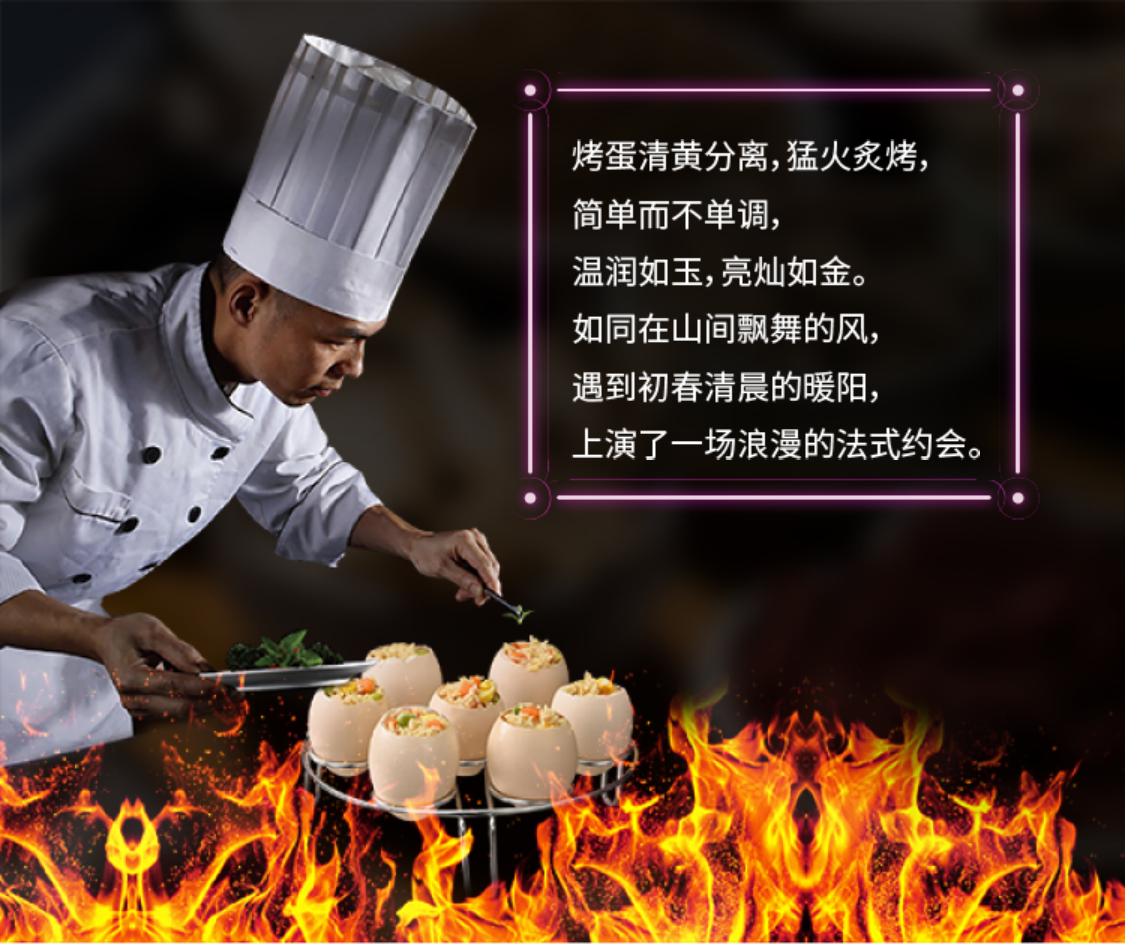 烤蛋清黄分离，猛火炙烤，
简单而不单调，
温润如玉，亮灿如金。
如同在山间飘舞的风，
遇到初春清晨的暖阳，
上演了一场浪漫的法式约会。